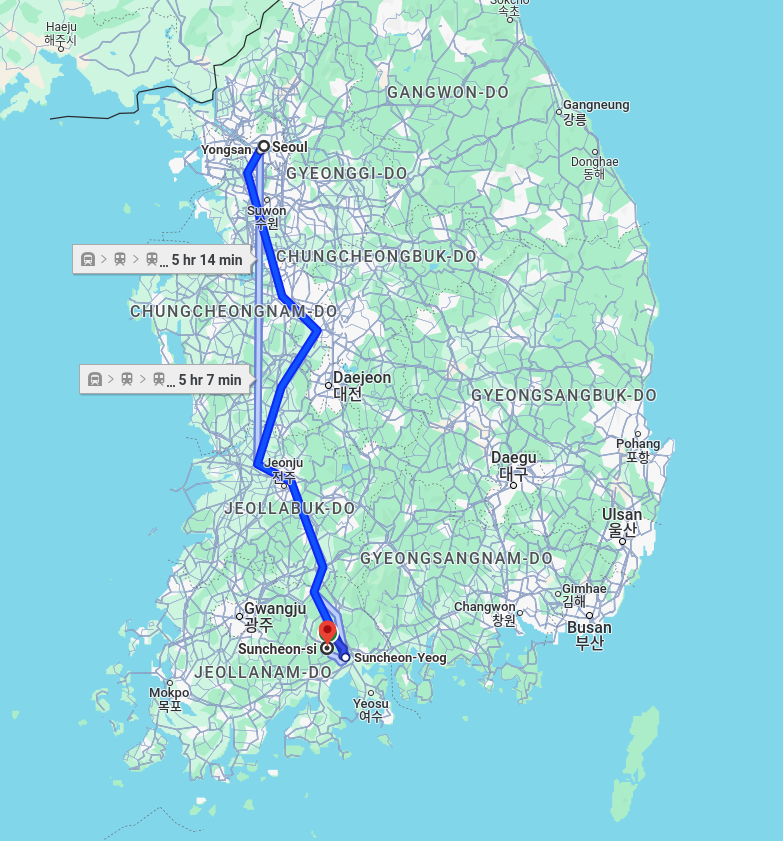 Sokcho
속초
Haeju
해주시
GANGWON-DO
Gangneung
강릉
Yongsan
Seoul
Donghae
동해
GYEONGGI-DO
Suwon
수원
5 hr 14 min
CHUNGCHEONGBUK-DO
CHUNGCHEONGNAM-DO
... 5 hr 7 min
Daejeon
대전
GYEONGSANGBUK-DO
Pohang
포항
Daegu
대구
Jeonju
전주
JEOLLABUK-DO
Ulsan
울산
GYEONGSANGNAM-DO
Gimhae
김해
Gwangju
광주
Changwon
창원
Busan
부산
Suncheon-si
Suncheon-Yeog
JEOLLANAM-DO
Mokpo
목포
Yeosu
여수